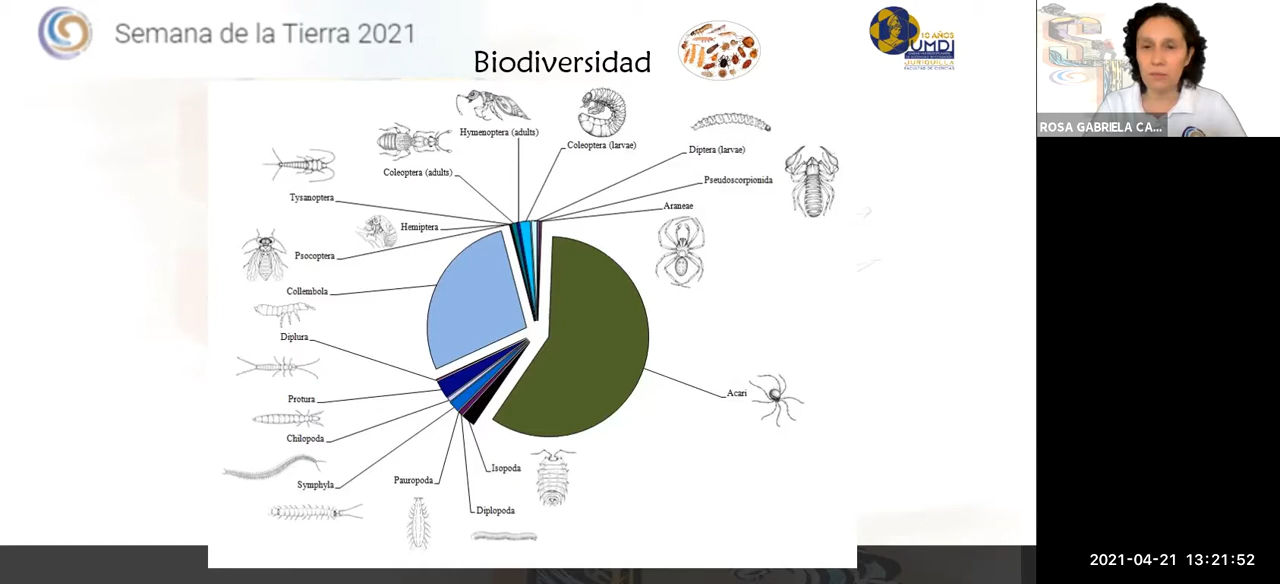 Semana de la Tierra 2021
Biodiversidad
10 AÑOS
UMDI
JURIQUILLA
FACULTAD DE CIENCIAS
ROSA GABRIELA CA...
Hymenoptera (adults)
Coleoptera (larvae)
Diptera (larvae)
Coleoptera (adults)
Pseudoscorpionida
Tysanoptera
Araneae
Hemiptera
Psocoptera
Collembola
Diplura
Acari
Protura
Chilopoda
Isopoda
Pauropoda
Symphyla
Diplopoda
2021-04-21 13:21:52